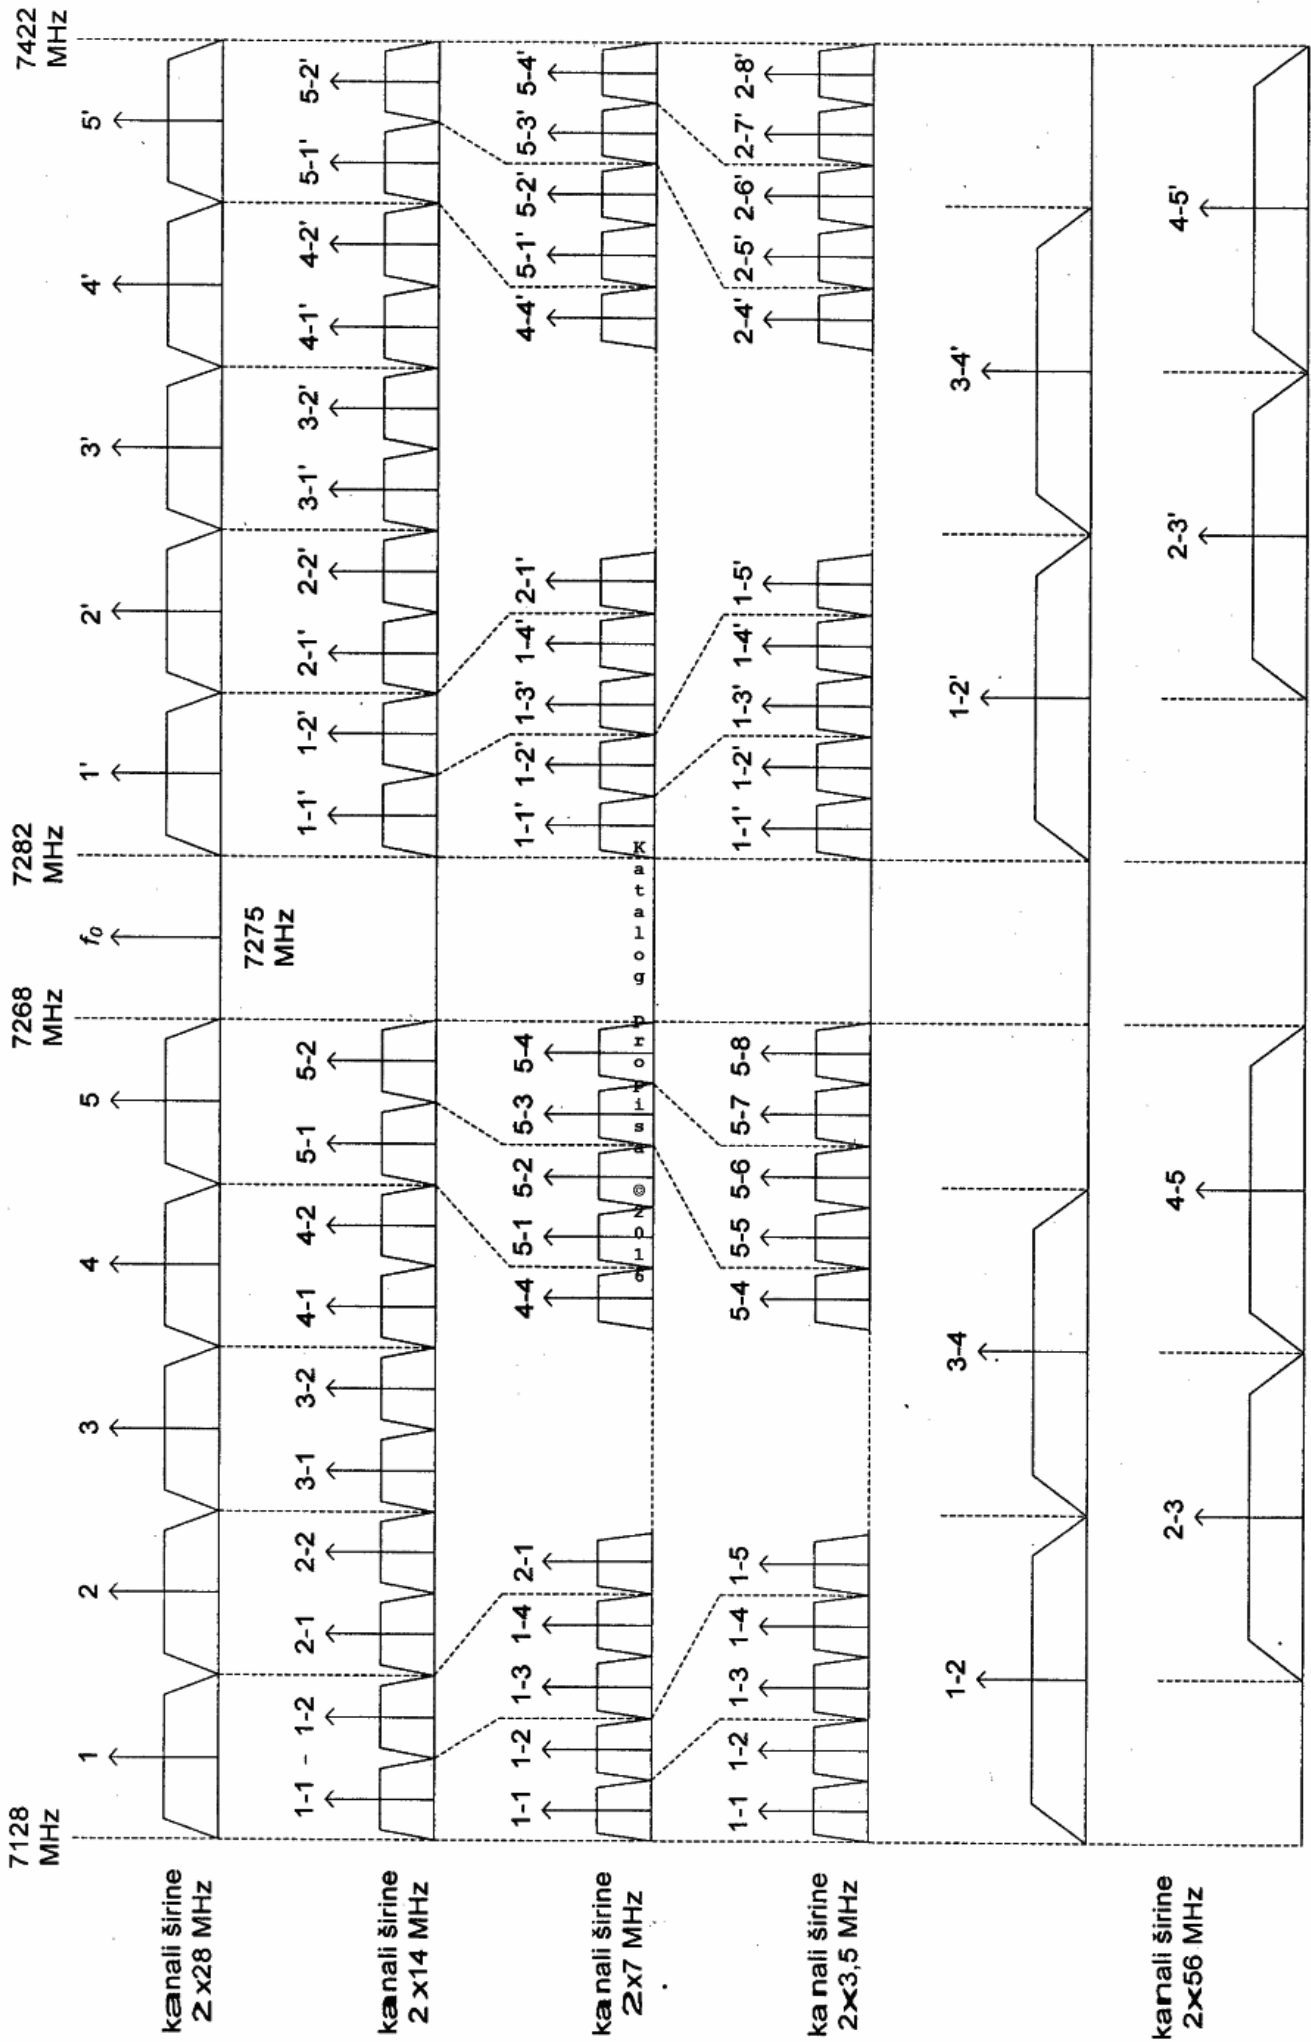 7128 MHz
7268 MHz
7282 MHz
7422 MHz
kanali širine
2 x28 MHz
1 2 3 4 5 f0 1' 2' 3' 4' 5'
7275 MHz
kanali širine
2 x14 MHz
1-1 – 1-2 2-1 2-2 3-1 3-2 4-1 4-2 5-1 5-2 1-1' 1-2' 2-1' 2-2' 3-1' 3-2' 4-1' 4-2' 5-1' 5-2'
kanali širine
2x7 MHz
1-1 1-2 1-3 1-4 2-1 4-4 5-1 5-2 5-3 5-4 1-1' 1-2' 1-3' 1-4' 2-1' 4-4' 5-1' 5-2' 5-3' 5-4'
kanali širine
2x3,5 MHz
1-1 1-2 1-3 1-4 1-5 5-4 5-5 5-6 5-7 5-8 1-1' 1-2' 1-3' 1-4' 1-5' 2-4' 2-5' 2-6' 2-7' 2-8'
1-2 3-4 1-2' 3-4'
kanali širine
2x56 MHz
2-3 4-5 2-3' 4-5'
Katalog propisa © 2016